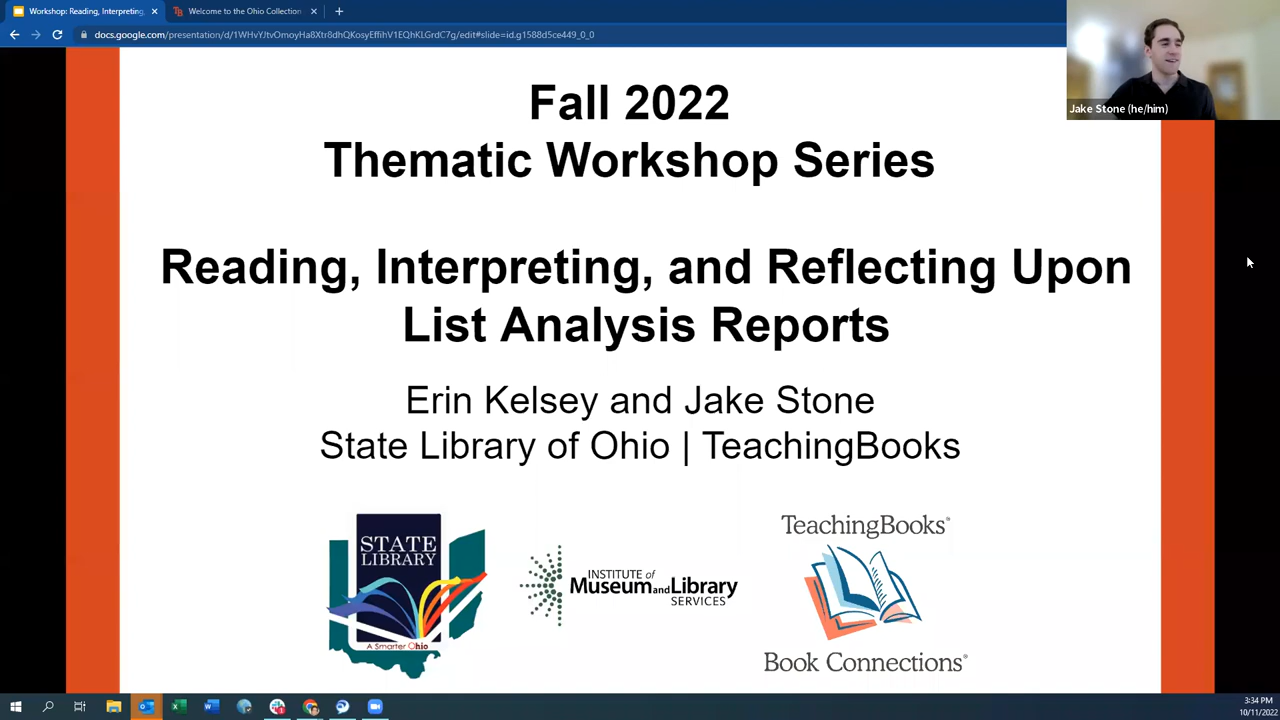 Workshop: Reading, Interpreting,
Welcome to the Ohio Collection
docs.google.com/presentation/d/1WHvYJtvOmoyHa8Xtr8dhQKosyEffihV1EQhKLGrdC7g/edit#slide=id.g1588d5ce449_0_0
Jake Stone (he/him)
Fall 2022
Thematic Workshop Series
Reading, Interpreting, and Reflecting Upon
List Analysis Reports
Erin Kelsey and Jake Stone
State Library of Ohio | TeachingBooks
STATE
LIBRARY
A Smarter Ohio
INSTITUTE of
Museum and Library
SERVICES
TeachingBooks®
Book Connections®
3:34 PM
10/11/2022